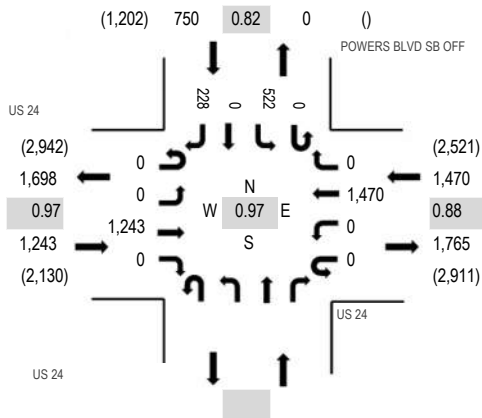 (1,202) 750 0.82 0 ()
POWERS BLVD SB OFF
228 0 522 0
US 24
(2,942) (2,521)
0 0
1,698 1,470
N
0 1,470
0.97 W 0.97 E 0.88
1,243 0
1,243 S 1,765
0 0
(2,130) (2,911)
US 24
US 24